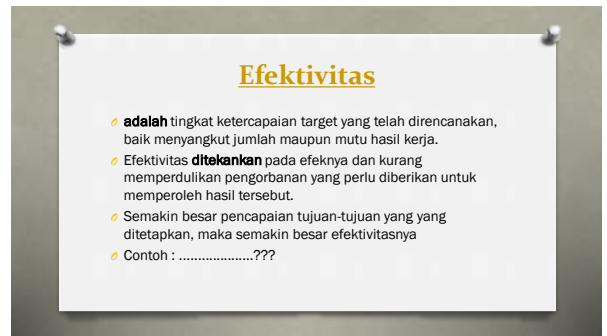 Efektivitas
adalah tingkat ketercapaian target yang telah direncanakan,
baik menyangkut jumlah maupun mutu hasil kerja.
Efektivitas ditekankan pada efeknya dan kurang
memperdulikan pengorbanan yang perlu diberikan untuk
memperoleh hasil tersebut.
Semakin besar pencapaian tujuan-tujuan yang yang
ditetapkan, maka semakin besar efektivitasnya
Contoh : ....................???